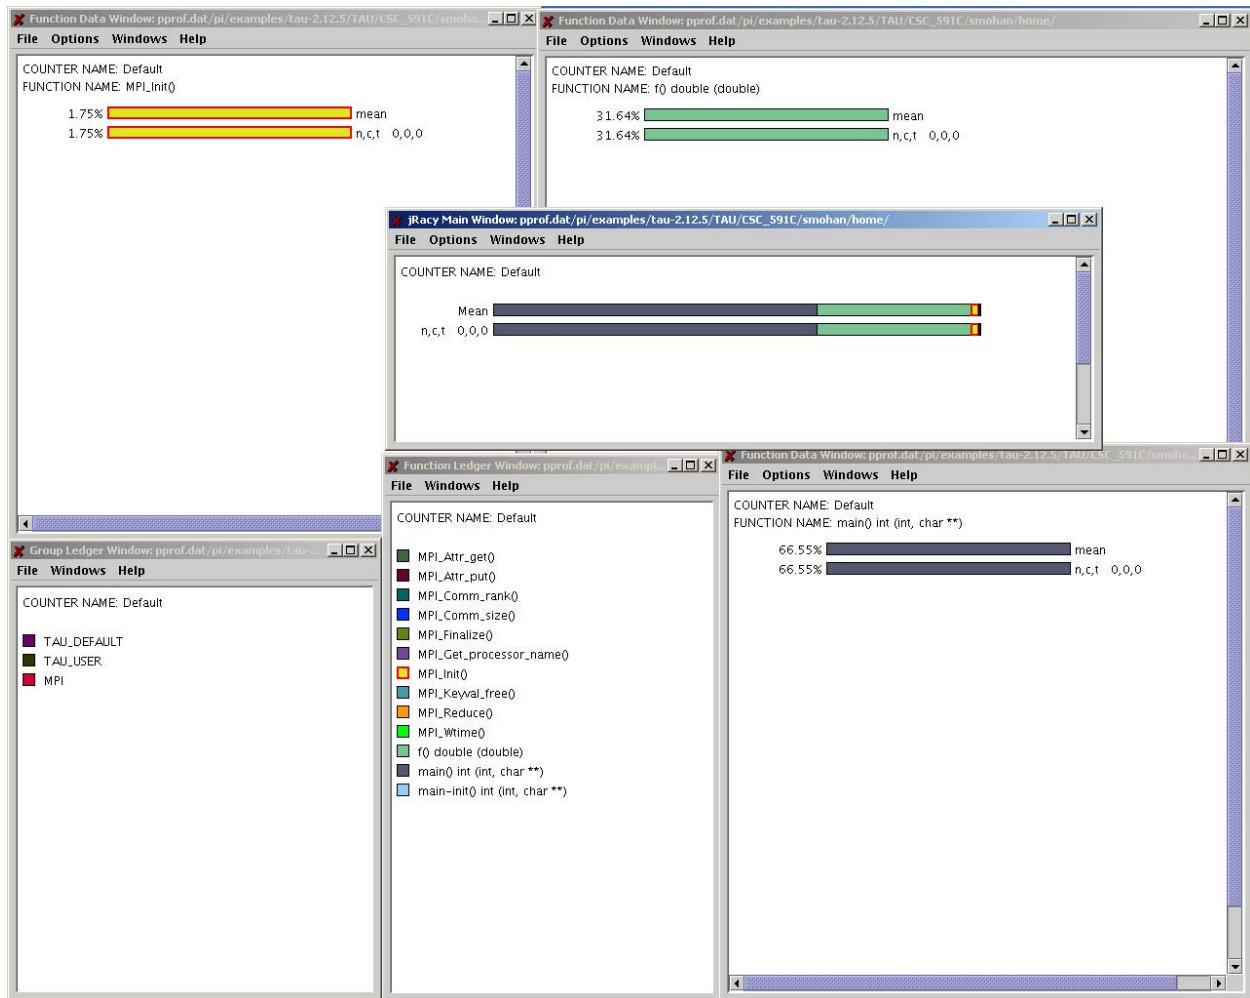 Function Data Window: pprof.dat/pi/examples/tau-2.12.5/TAU/CSC_591C/smohan/home/
File Options Windows Help
COUNTER NAME: Default
FUNCTION NAME: MPI_Init()
1.75% mean
1.75% n,c,t 0,0,0
Function Data Window: pprof.dat/pi/examples/tau-2.12.5/TAU/CSC_591C/smohan/home/
File Options Windows Help
COUNTER NAME: Default
FUNCTION NAME: f() double (double)
31.64% mean
31.64% n,c,t 0,0,0
jRacy Main Window: pprof.dat/pi/examples/tau-2.12.5/TAU/CSC_591C/smohan/home/
File Options Windows Help
COUNTER NAME: Default
Mean
n,c,t 0,0,0
Group Ledger Window: pprof.dat/pi/examples/tau-...
File Windows Help
COUNTER NAME: Default
TAU_DEFAULT
TAU_USER
MPI
Function Ledger Window: pprof.dat/pi/exampl...
File Windows Help
COUNTER NAME: Default
MPI_Attr_get()
MPI_Attr_put()
MPI_Comm_rank()
MPI_Comm_size()
MPI_Finalize()
MPI_Get_processor_name()
MPI_Init()
MPI_Keyval_free()
MPI_Reduce()
MPI_Wtime()
f() double (double)
main() int (int, char **)
main-init() int (int, char **)
Function Data Window: pprof.dat/pi/examples/tau-2.12.5/TAU/CSC_591C/smoha...
File Options Windows Help
COUNTER NAME: Default
FUNCTION NAME: main() int (int, char **)
66.55% mean
66.55% n,c,t 0,0,0